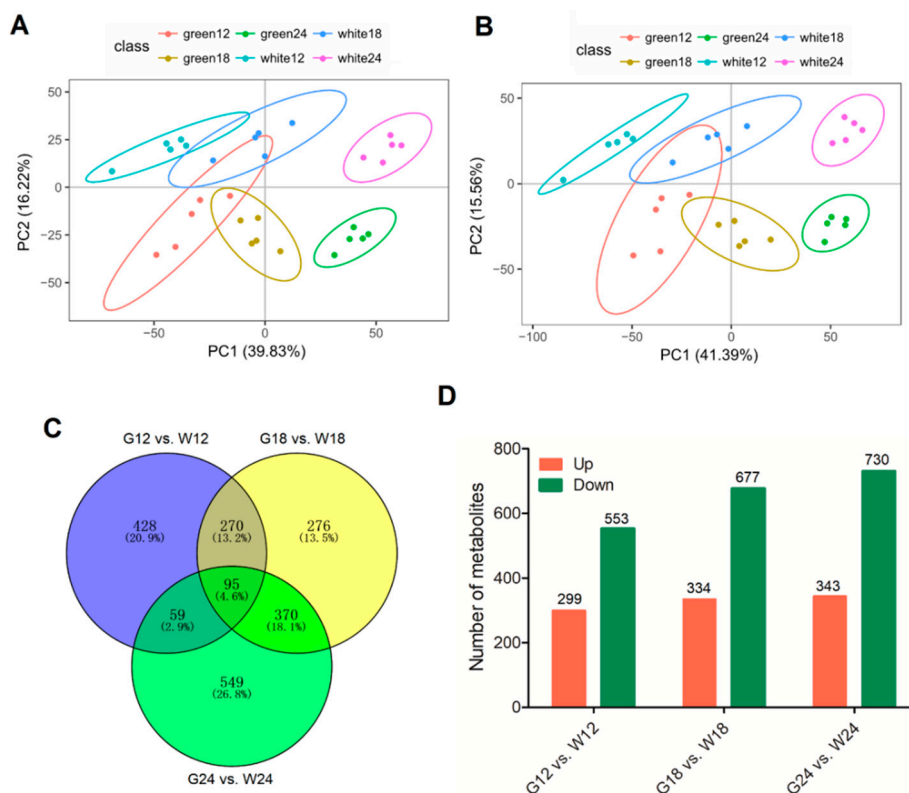 A
class
green12
green24
white18
green18
white12
white24
50
25
0
−25
−50
PC2 (16.22%)
−50
0
50
PC1 (39.83%)
B
class
green12
green24
white18
green18
white12
white24
50
0
−50
PC2 (15.56%)
−100
−50
0
50
PC1 (41.39%)
C
G12 vs. W12
G18 vs. W18
428
(20.9%)
270
(13.2%)
276
(13.5%)
95
(4.6%)
59
(2.9%)
370
(18.1%)
549
(26.8%)
G24 vs. W24
D
Up
Down
Number of metabolites
800
600
400
200
0
299
553
334
677
343
730
G12 vs. W12
G18 vs. W18
G24 vs. W24